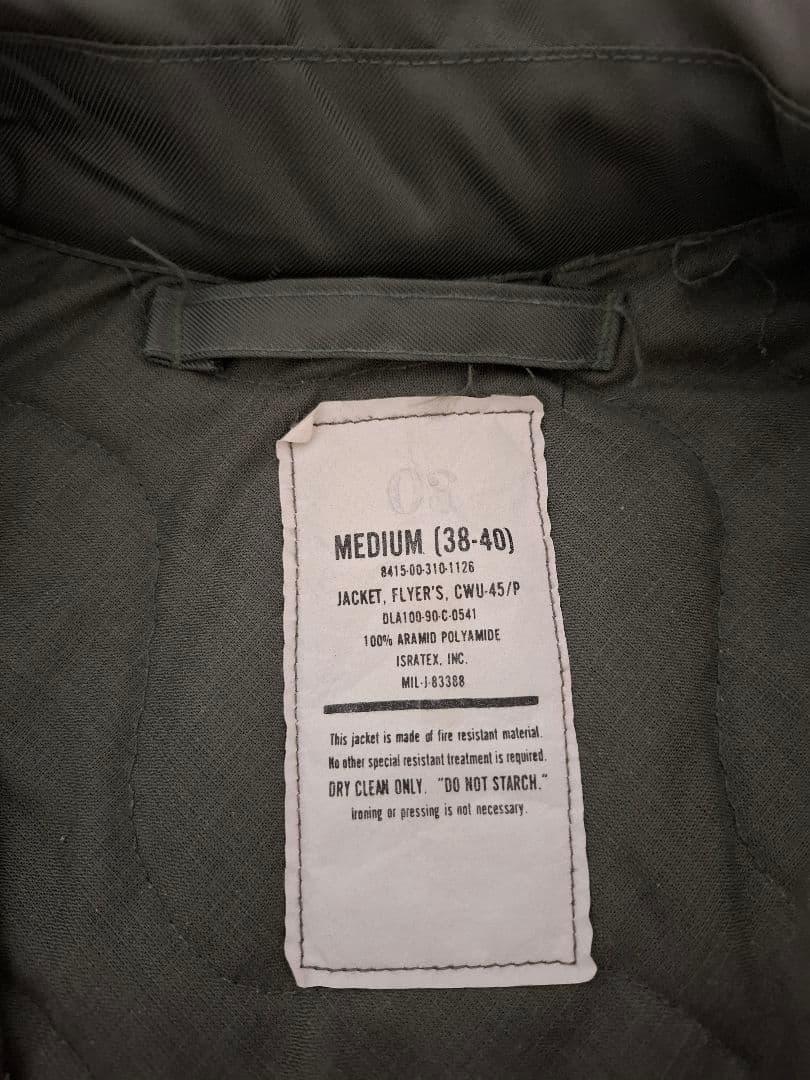 MEDIUM (38-40)
8415-00-310-1126
JACKET, FLYER'S, CWU-45/P
DLA100-90-C-0541
100% ARAMID POLYAMIDE
ISRATEX, INC.
MIL-J-83388
This jacket is made of fire resistant material.
No other special resistant treatment is required.
DRY CLEAN ONLY. "DO NOT STARCH."
Ironing or pressing is not necessary.